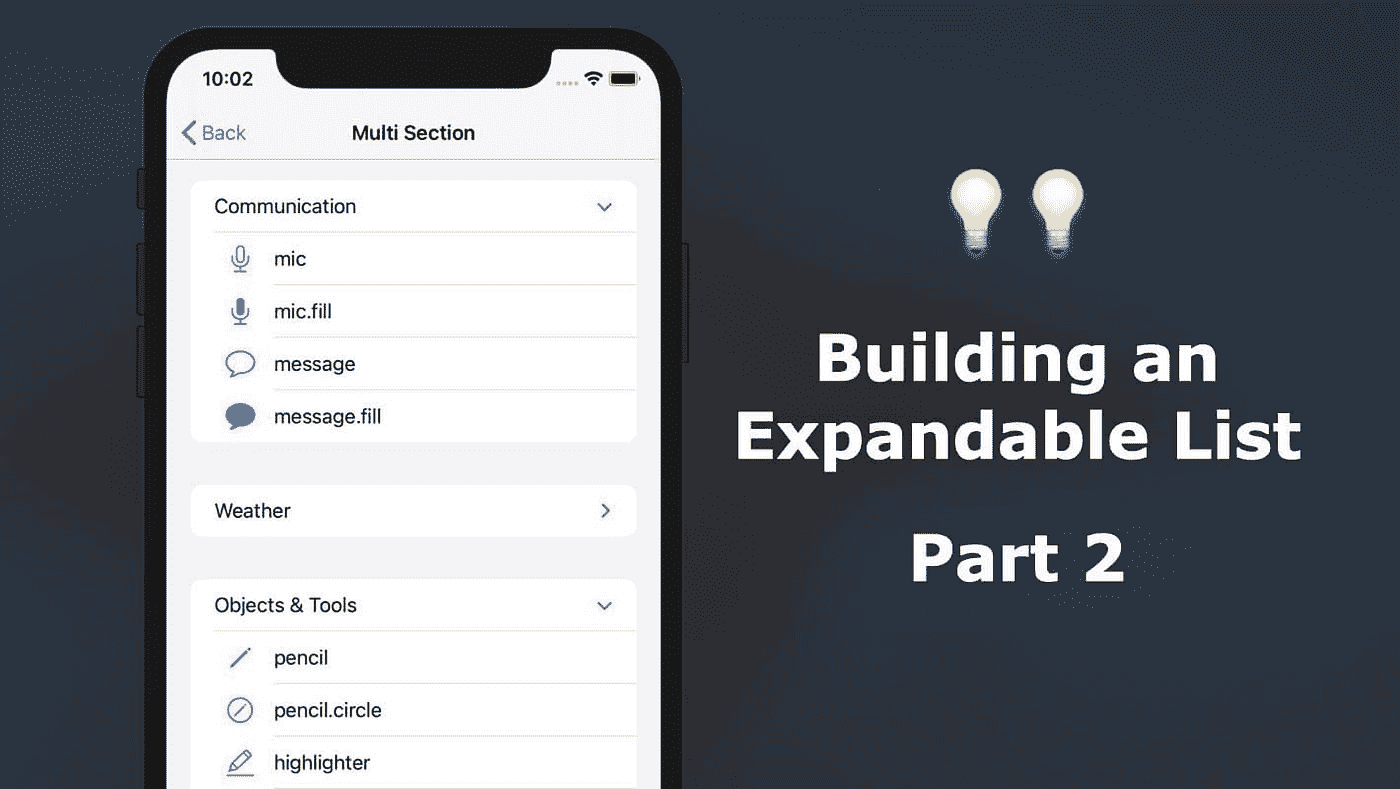 10:02
Back
Multi Section
Communication
mic
mic.fill
message
message.fill
Weather
Objects & Tools
pencil
pencil.circle
highlighter
Building an
Expandable List
Part 2